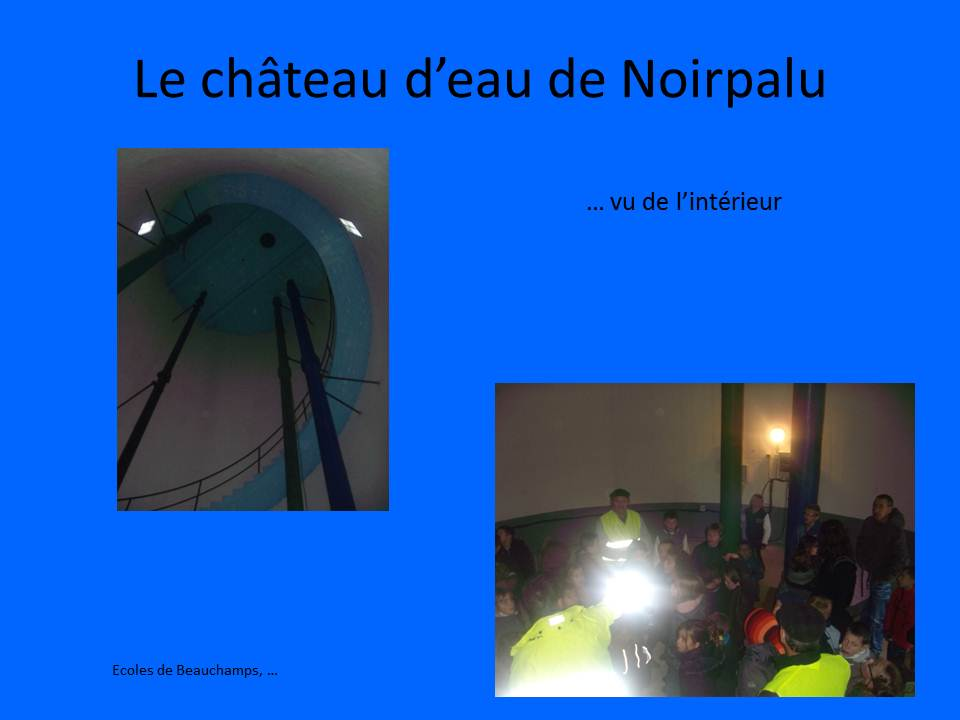 Le château d’eau de Noirpalu
… vu de l’intérieur
Ecoles de Beauchamps, …